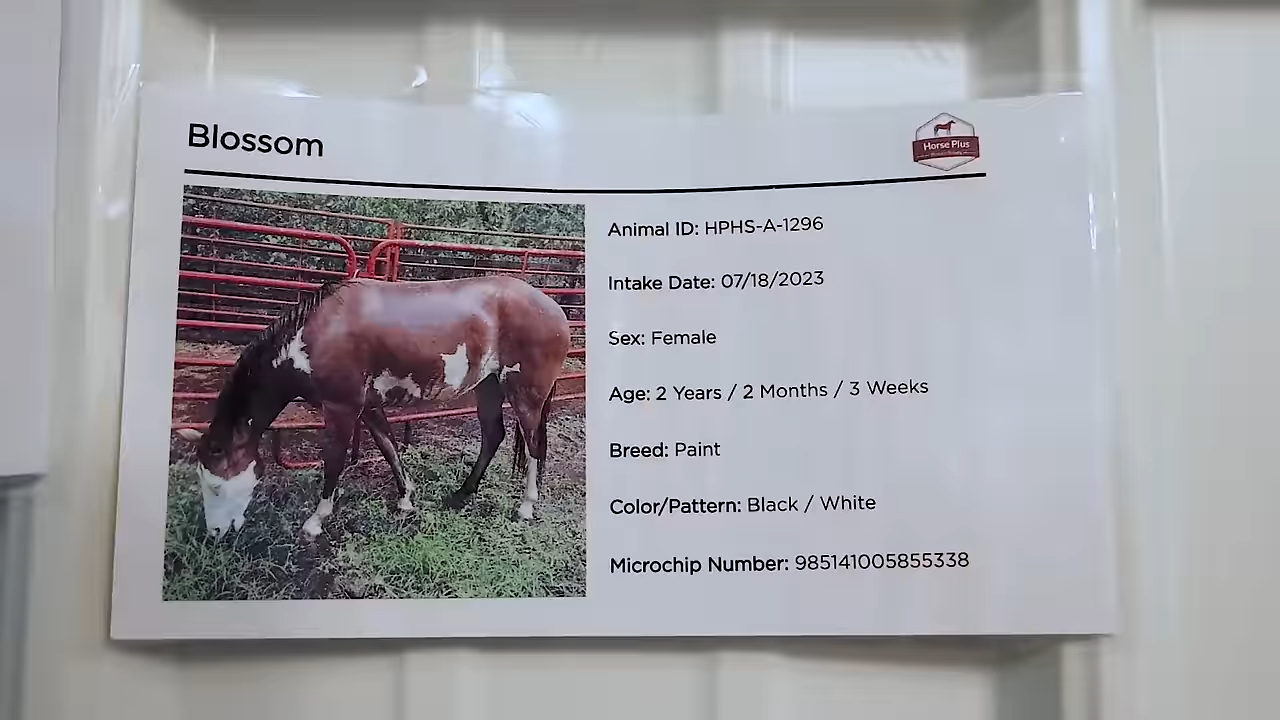 Blossom
Horse Plus
Animal ID: HPHS-A-1296
Intake Date: 07/18/2023
Sex: Female
Age: 2 Years / 2 Months / 3 Weeks
Breed: Paint
Color/Pattern: Black / White
Microchip Number: 985141005855338